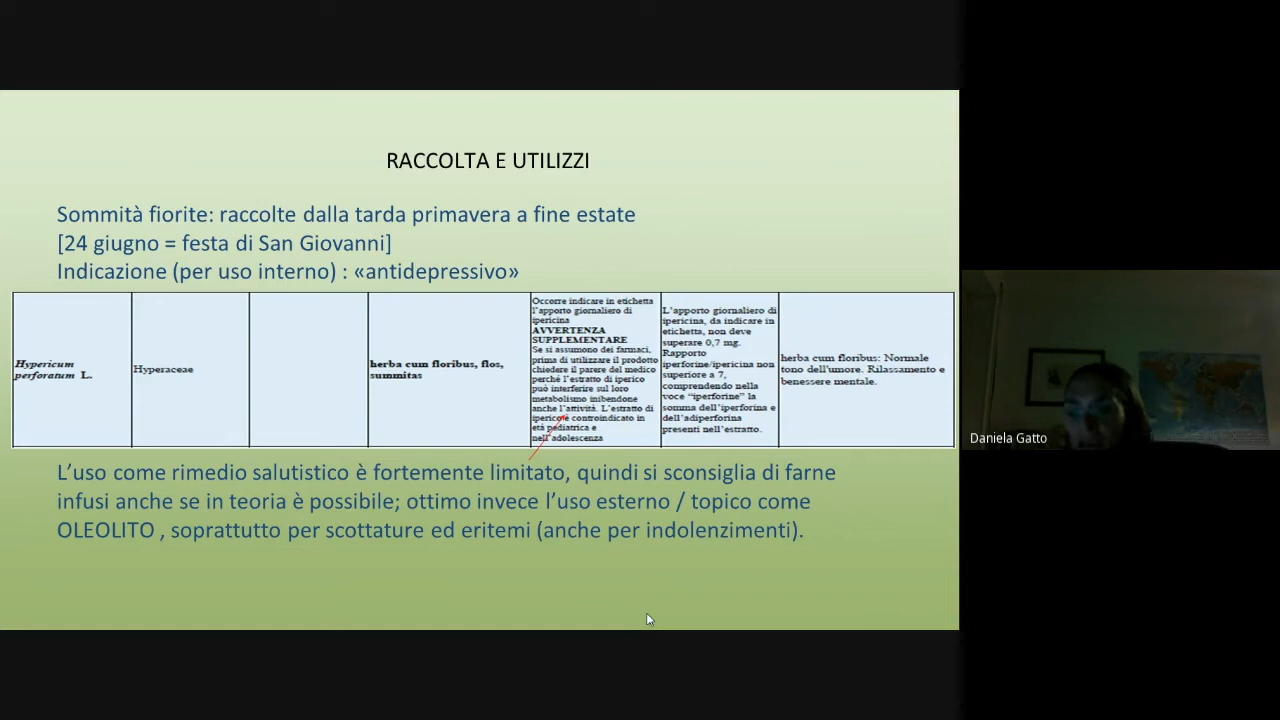 RACCOLTA E UTILIZZI
Sommità fiorite: raccolte dalla tarda primavera a fine estate
[24 giugno = festa di San Giovanni]
Indicazione (per uso interno) : «antidepressivo»
Hypericum
perforatum L.
Hyperaceae
herba cum floribus, flos,
summitas
Occorre indicare in etichetta
l'apporto giornaliero di
ipericina
AVVERTENZA
SUPPLEMENTARE
Se si assumono dei farmaci,
prima di utilizzare il prodotto
chiedere il parere del medico
perché l'estratto di iperico
può interferire sul loro
metabolismo inibendone
anche l'attività. L'estratto di
iperico è controindicato in
età pediatrica e
nell'adolescenza
L'apporto giornaliero di
ipericina, da indicare in
etichetta, non deve
superare 0,7 mg.
Rapporto
iperforine/ipericina non
superiore a 7,
comprendendo nella
voce "iperforine" la
somma dell'iperforina e
dell'adiperforina
presenti nell'estratto.
herba cum floribus: Normale
tono dell'umore. Rilassamento e
benessere mentale.
L'uso come rimedio salutistico è fortemente limitato, quindi si sconsiglia di farne
infusi anche se in teoria è possibile; ottimo invece l'uso esterno / topico come
OLEOLITO , soprattutto per scottature ed eritemi (anche per indolenzimenti).
Daniela Gatto